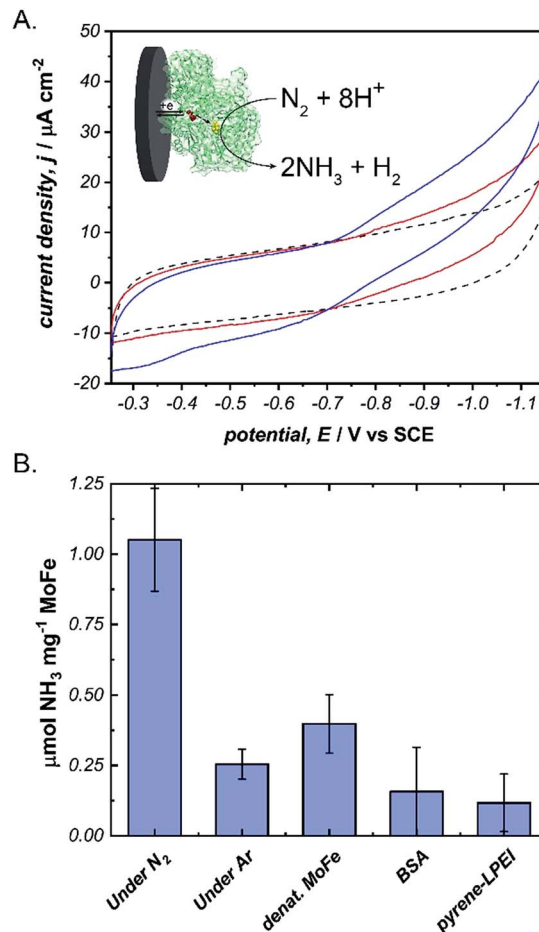 A.
current density, j / μA cm⁻²
50
40
30
20
10
0
-10
-20
+e⁻
N₂ + 8H⁺
2NH₃ + H₂
-0.3 -0.4 -0.5 -0.6 -0.7 -0.8 -0.9 -1.0 -1.1
potential, E / V vs SCE
B.
μmol NH₃ mg⁻¹ MoFe
1.25
1.00
0.75
0.50
0.25
0.00
Under N₂
Under Ar
denat. MoFe
BSA
pyrene-LPEI